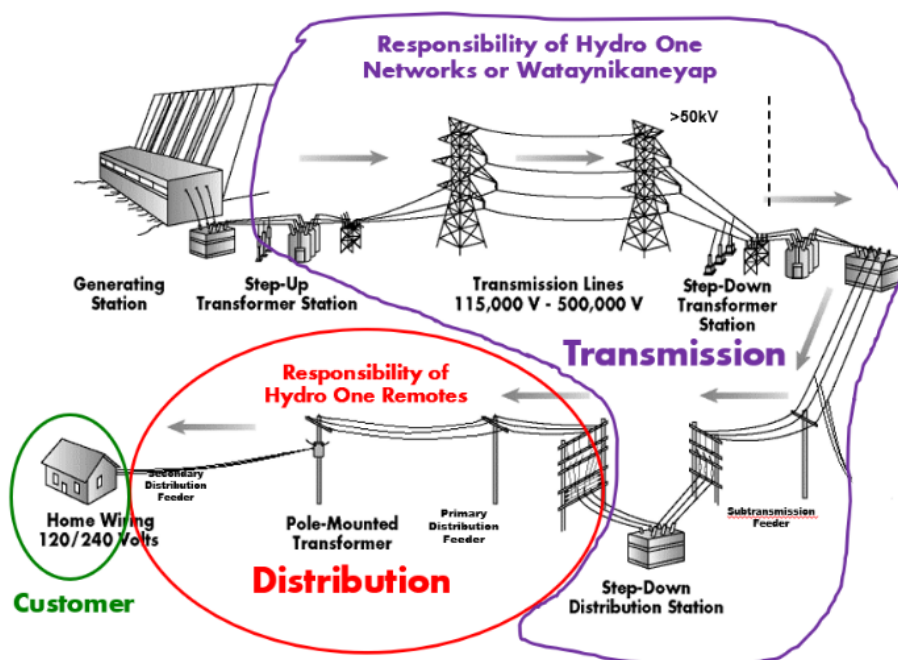 Responsibility of Hydro One
Networks or Wataynikaneyap
>50kV
Generating
Station
Step-Up
Transformer Station
Transmission Lines
115,000 V - 500,000 V
Step-Down
Transformer
Station
Transmission
Responsibility of
Hydro One Remotes
Secondary
Distribution
Feeder
Home Wiring
120/240 Volts
Pole-Mounted
Transformer
Primary
Distribution
Feeder
Subtransmission
Feeder
Distribution
Step-Down
Distribution Station
Customer